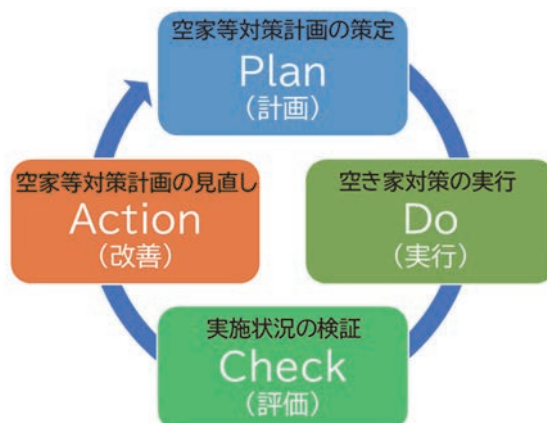 空家等対策計画の策定
Plan
(計画)
空き家対策の実行
Do
(実行)
実施状況の検証
Check
(評価)
空家等対策計画の見直し
Action
(改善)